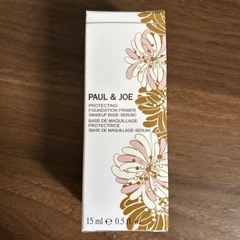 PAUL & JOE
PROTECTING
FOUNDATION PRIMER
(MAKEUP BASE-SERUM)
BASE DE MAQUILLAGE
PROTECTRICE
(BASE DE MAQUILLAGE-SERUM)
15 ml ℮ 0.5 fl. oz.